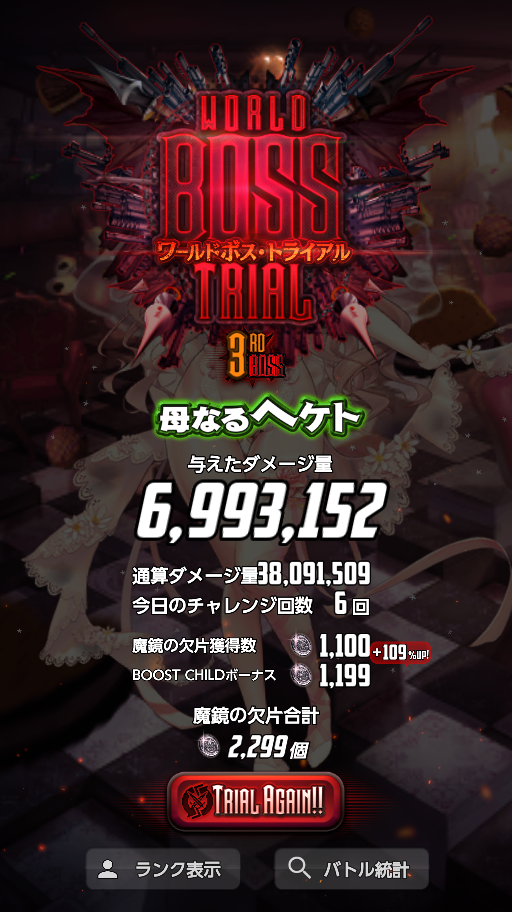 WORLD
BOSS
ワールドボス・トライアル
TRIAL
3RD BOSS
母なるヘケト
与えたダメージ量
6,993,152
通算ダメージ量38,091,509
今日のチャレンジ回数 6回
魔鏡の欠片獲得数 1,100 +109%UP!
BOOST CHILDボーナス 1,199
魔鏡の欠片合計
2,299個
TRIAL AGAIN!!
ランク表示 バトル統計